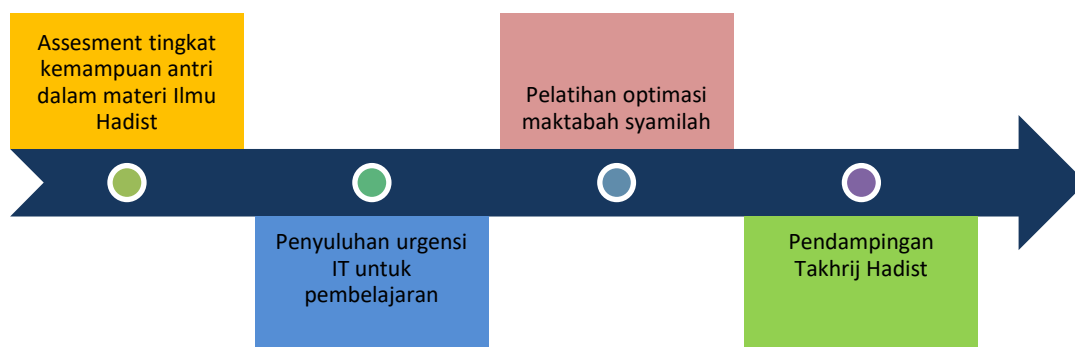 Assesment tingkat
kemampuan antri
dalam materi Ilmu
Hadist
Penyuluhan urgensi
IT untuk
pembelajaran
Pelatihan optimasi
maktabah syamilah
Pendampingan
Takhrij Hadist